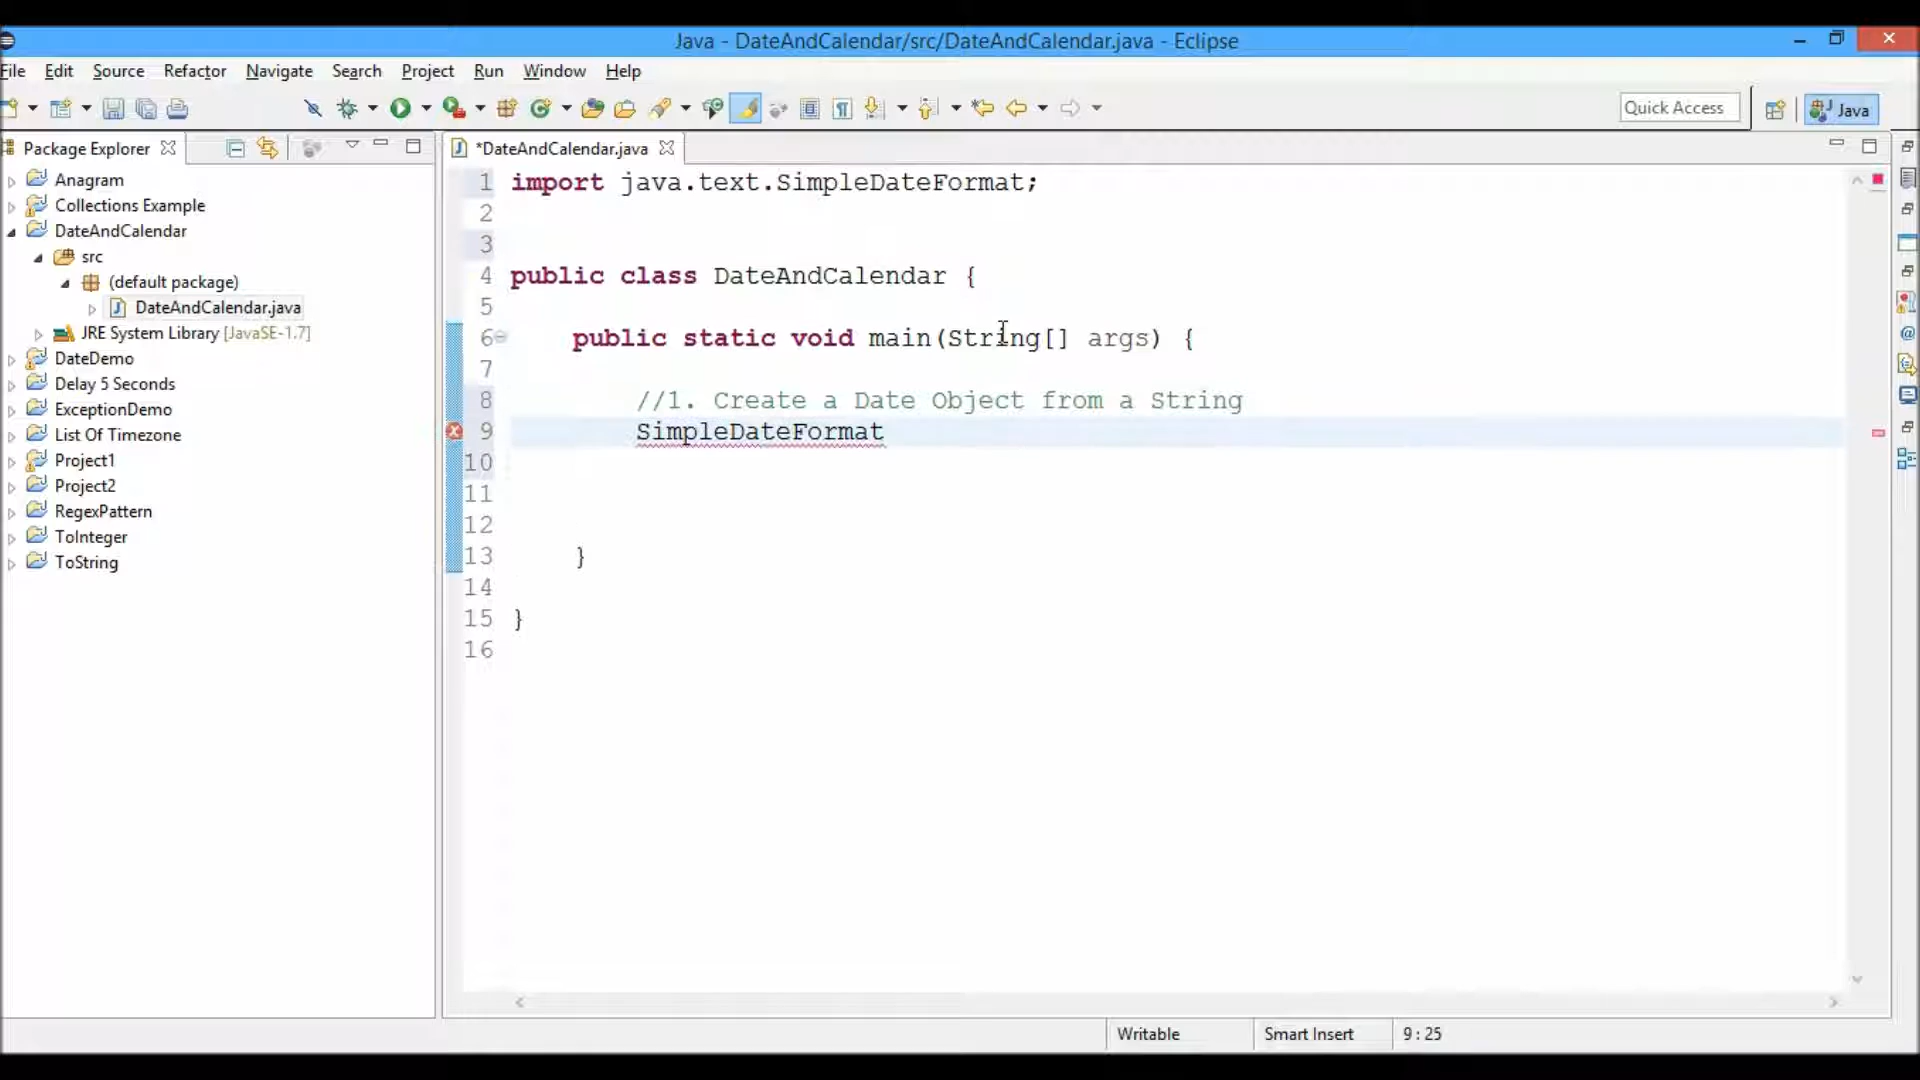 Java - DateAndCalendar/src/DateAndCalendar.java - Eclipse
File Edit Source Refactor Navigate Search Project Run Window Help
Quick Access
Java
Package Explorer
*DateAndCalendar.java
Anagram
Collections Example
DateAndCalendar
src
(default package)
DateAndCalendar.java
JRE System Library [JavaSE-1.7]
DateDemo
Delay 5 Seconds
ExceptionDemo
List Of Timezone
Project1
Project2
RegexPattern
ToInteger
ToString
1 import java.text.SimpleDateFormat;
2
3
4 public class DateAndCalendar {
5
6 public static void main(String[] args) {
7
8 //1. Create a Date Object from a String
9 SimpleDateFormat
10
11
12
13 }
14
15 }
16
Writable Smart Insert 9 : 25